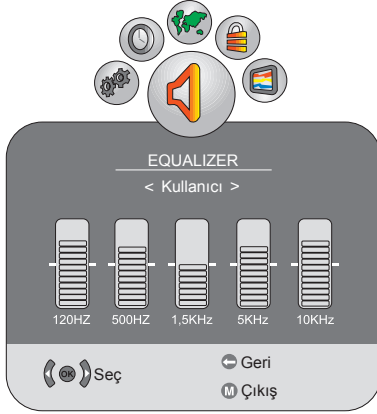 EQUALIZER
< Kullanıcı >
120HZ 500HZ 1,5KHz 5KHz 10KHz
OK Seç
Geri
M Çıkış